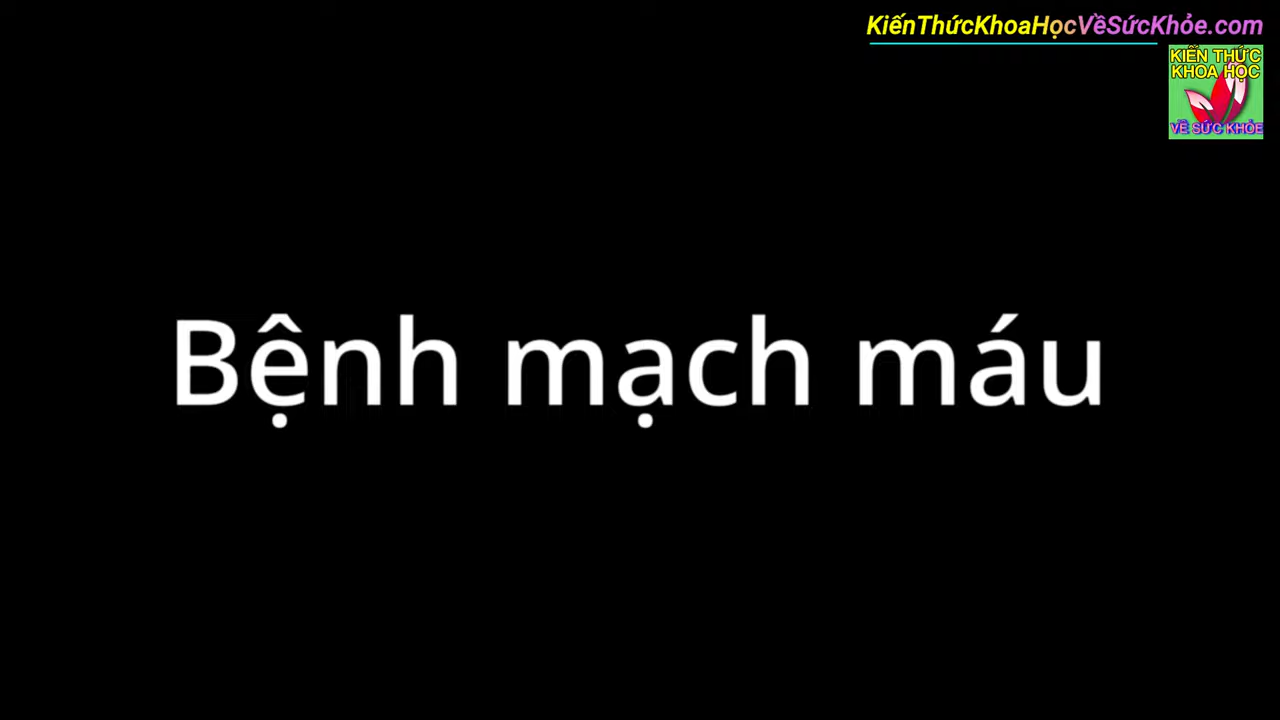 KiếnThứcKhoaHọcVềSứcKhỏe.com
KIẾN THỨC
KHOA HỌC
VỀ SỨC KHỎE
Bệnh mạch máu